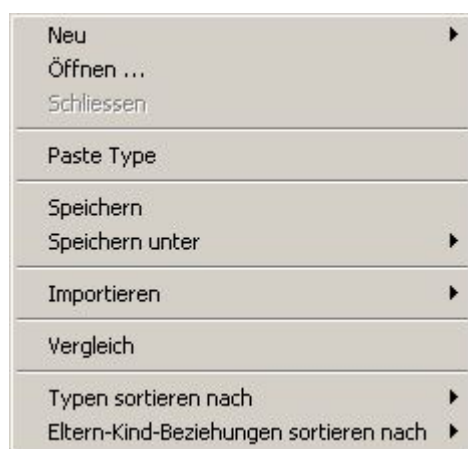 Neu
Öffnen ...
Schliessen
Paste Type
Speichern
Speichern unter
Importieren
Vergleich
Typen sortieren nach
Eltern-Kind-Beziehungen sortieren nach